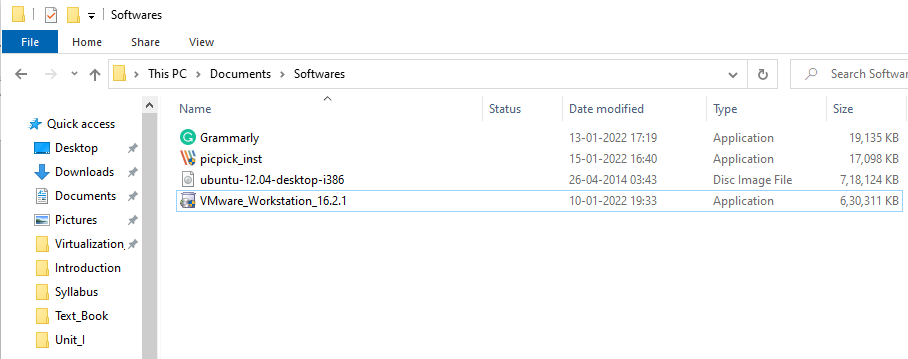 Softwares
File Home Share View
This PC > Documents > Softwares Search Softwa
Name Status Date modified Type Size
Quick access
Desktop
Downloads
Documents
Pictures
Virtualization_
Introduction
Syllabus
Text_Book
Unit_I
Grammarly 13-01-2022 17:19 Application 19,135 KB
picpick_inst 15-01-2022 16:40 Application 17,098 KB
ubuntu-12.04-desktop-i386 26-04-2014 03:43 Disc Image File 7,18,124 KB
VMware_Workstation_16.2.1 10-01-2022 19:33 Application 6,30,311 KB